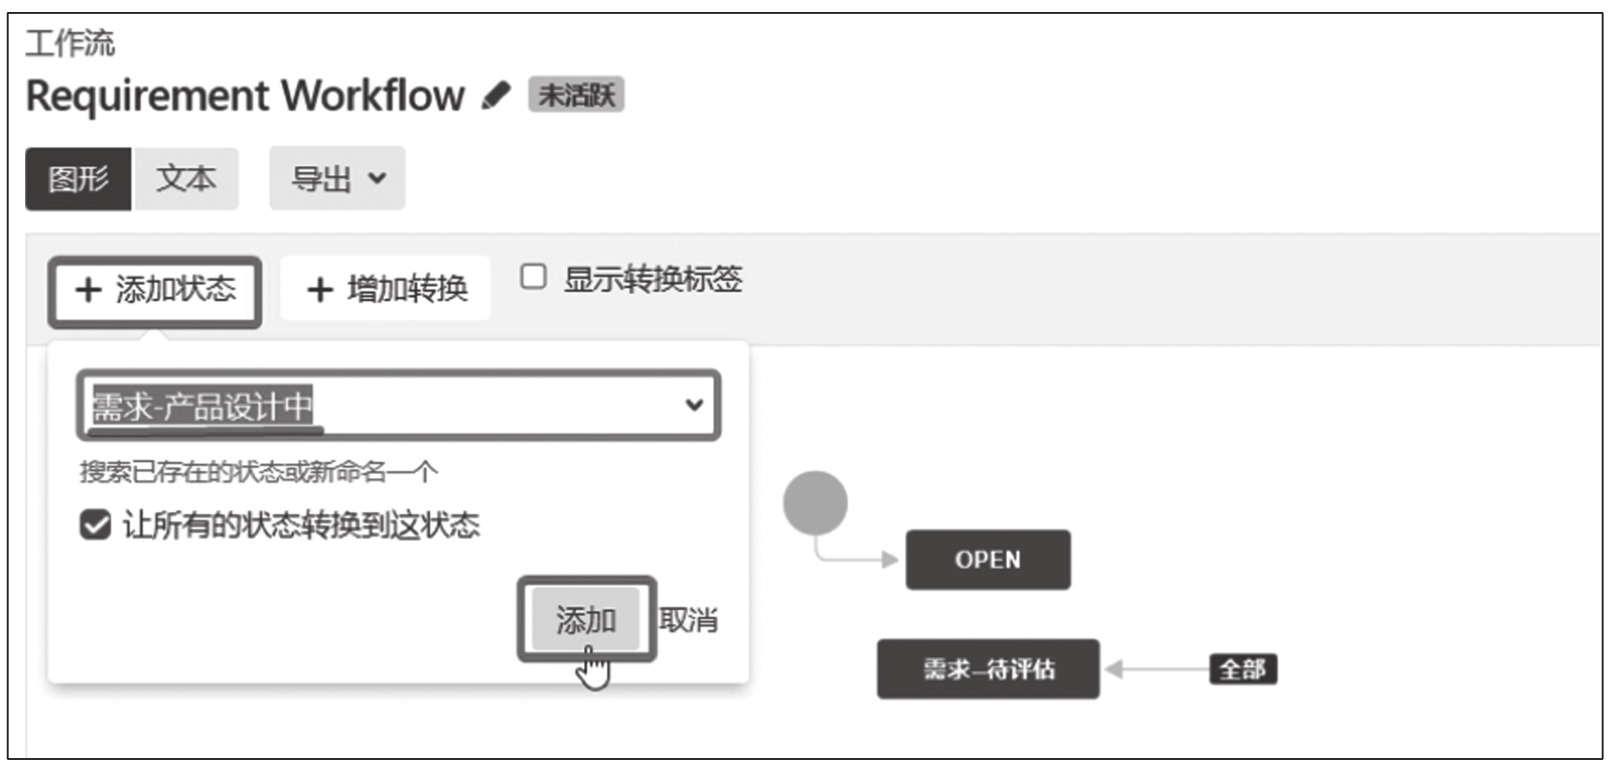 工作流
Requirement Workflow 未活跃
图形 文本 导出
+ 添加状态 + 增加转换 显示转换标签
需求-产品设计中
搜索已存在的状态或新命名一个
让所有的状态转换到这状态
添加 取消
OPEN
需求–待评估 全部